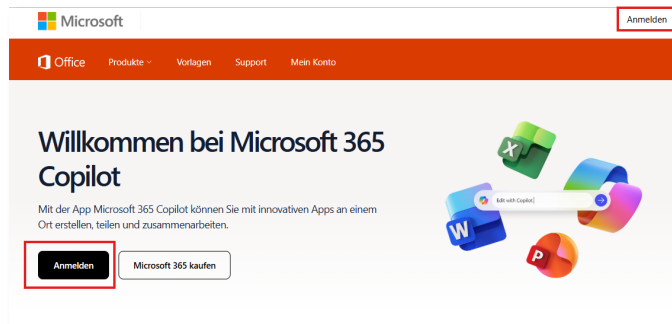 Microsoft
Anmelden
Office Produkte Vorlagen Support Mein Konto
Willkommen bei Microsoft 365
Copilot
Mit der App Microsoft 365 Copilot können Sie mit innovativen Apps an einem
Ort erstellen, teilen und zusammenarbeiten.
Anmelden Microsoft 365 kaufen
X
Edit with Copilot
W
P